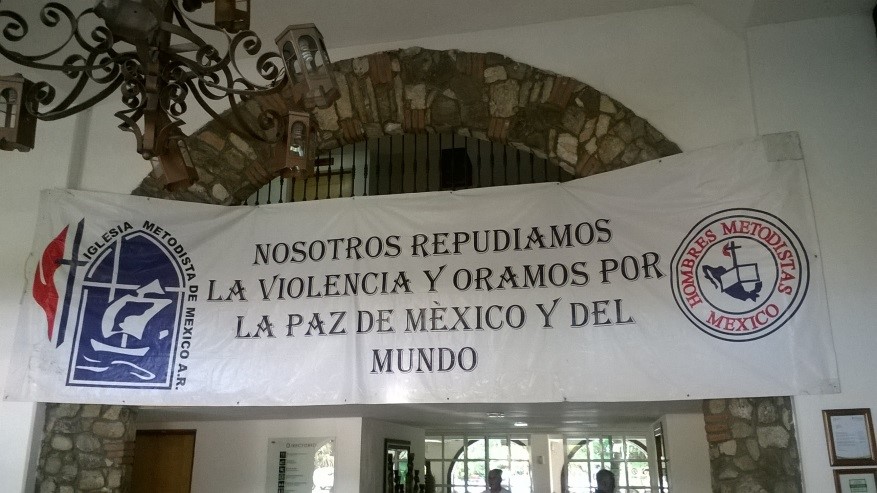 IGLESIA METODISTA DE MEXICO A.R.
NOSOTROS REPUDIAMOS
LA VIOLENCIA Y ORAMOS POR
LA PAZ DE MÈXICO Y DEL
MUNDO
HOMBRES METODISTAS
MEXICO